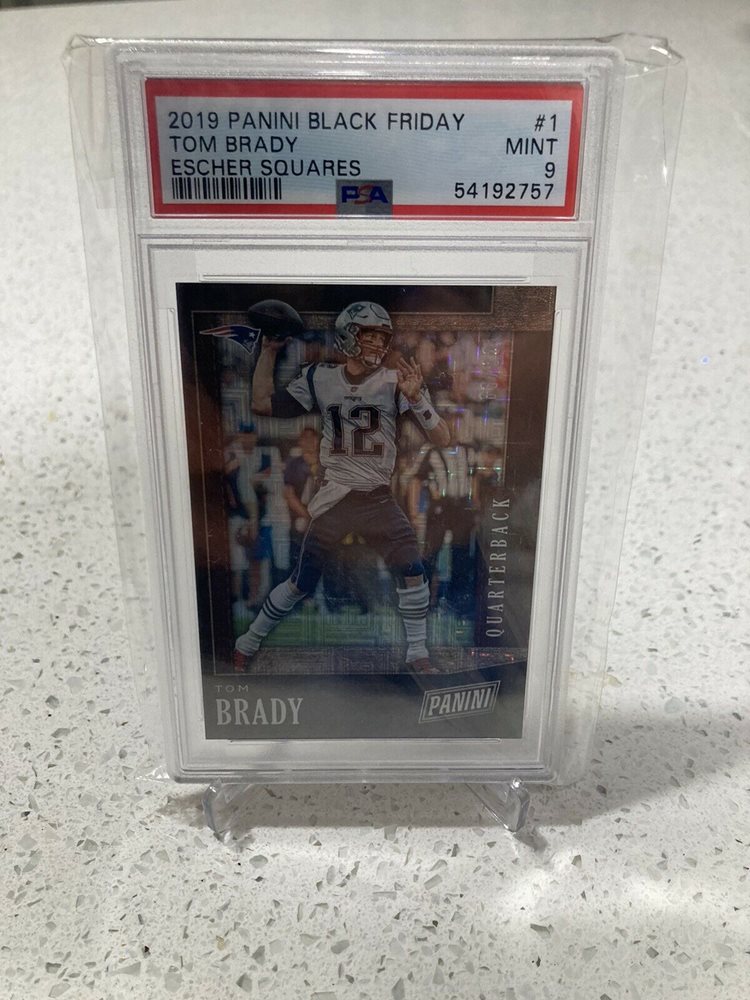 2019 PANINI BLACK FRIDAY #1
TOM BRADY MINT
ESCHER SQUARES 9
PSA 54192757
12
QUARTERBACK
TOM
BRADY
PANINI